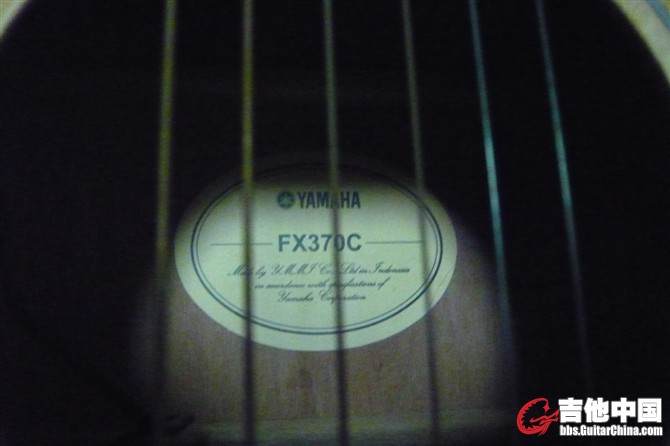 YAMAHA
FX370C
Made by Y.M.M.I Co., Ltd in Indonesia
in accordance with specifications of
Yamaha Corporation
吉他中国
bbs.GuitarChina.com